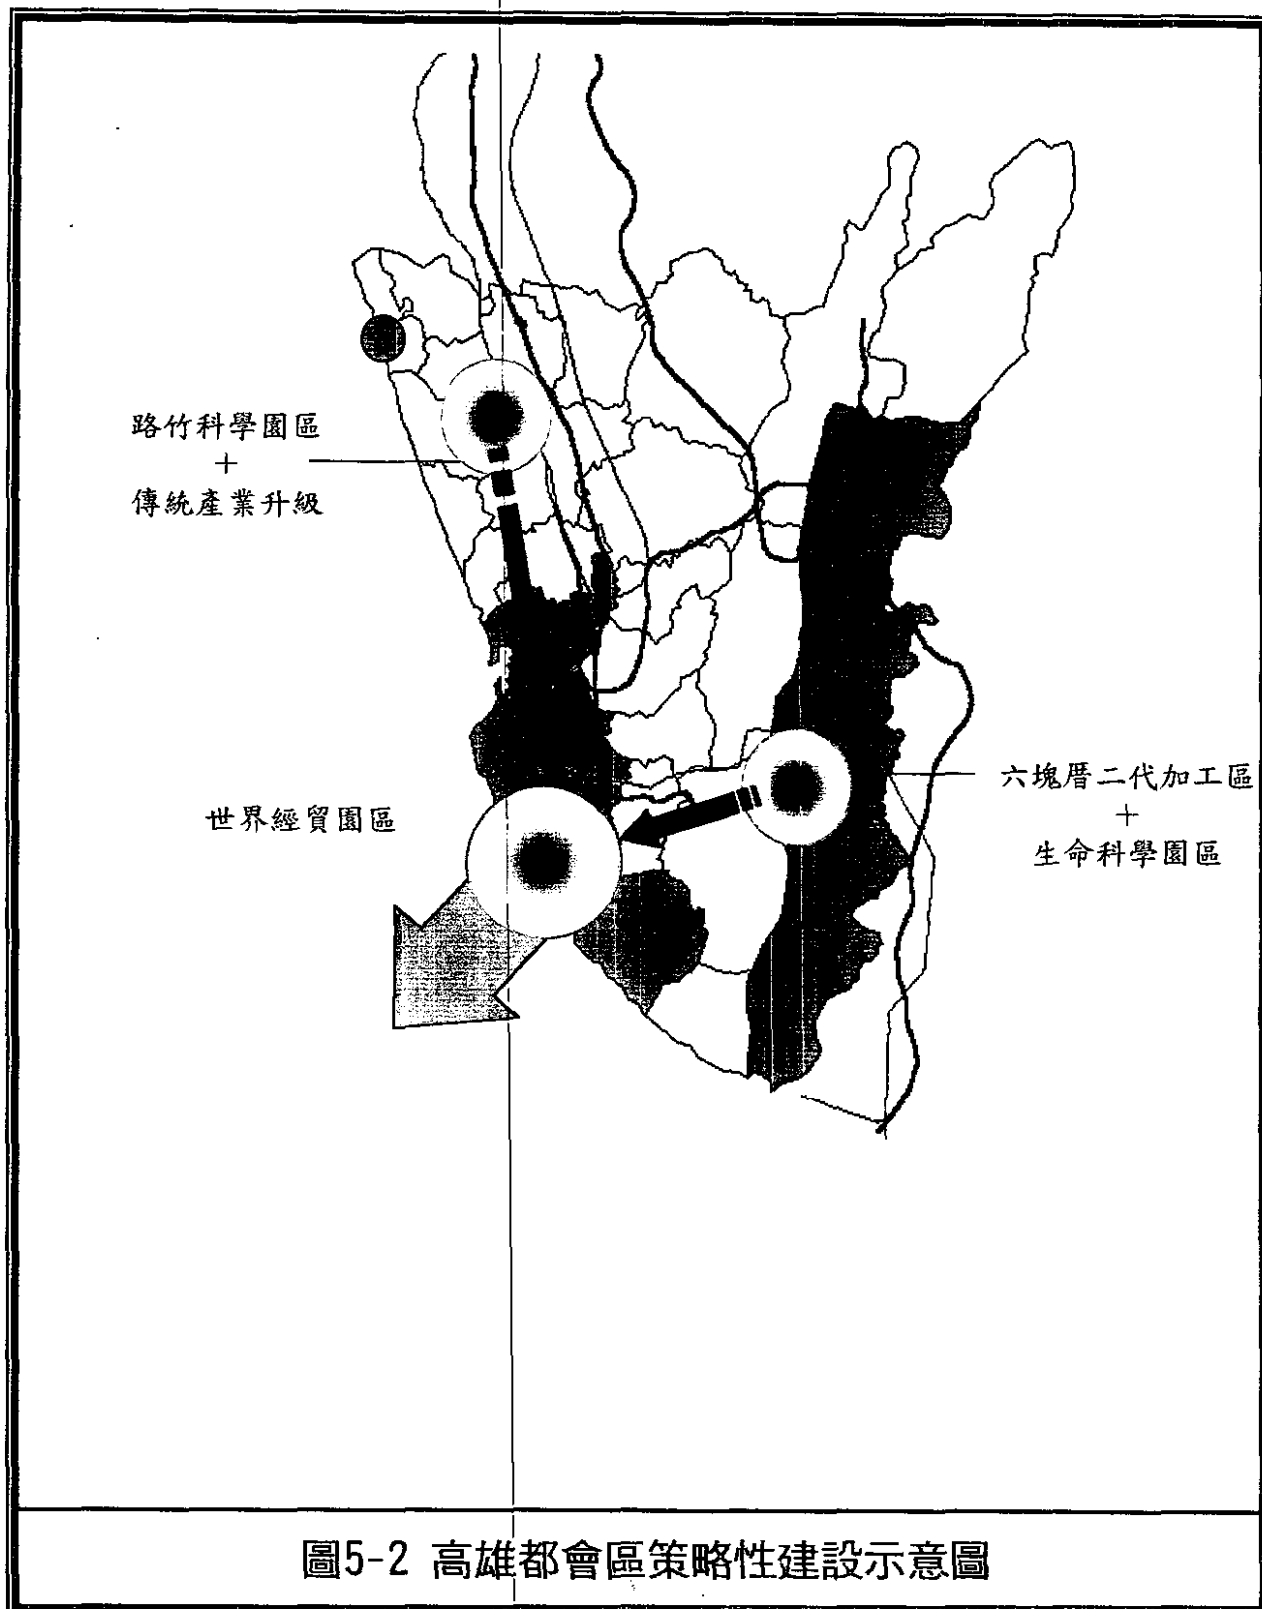 路竹科學園區
+
傳統產業升級
世界經貿園區
六塊厝二代加工區
+
生命科學園區
圖5-2 高雄都會區策略性建設示意圖